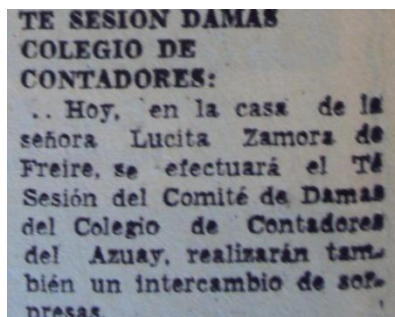 TE SESION DAMAS
COLEGIO DE
CONTADORES:
.. Hoy, en la casa de la
señora Lucita Zamora de
Freire, se efectuará el Té
Sesión del Comité de Damas
del Colegio de Contadores
del Azuay, realizarán tam-
bién un intercambio de sor-
presas.